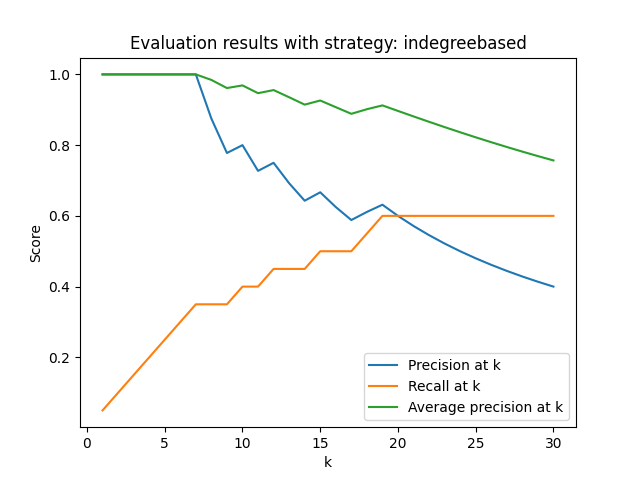 Evaluation results with strategy: indegreebased
1.0
0.8
0.6
0.4
0.2
Score
0 5 10 15 20 25 30
k
Precision at k
Recall at k
Average precision at k